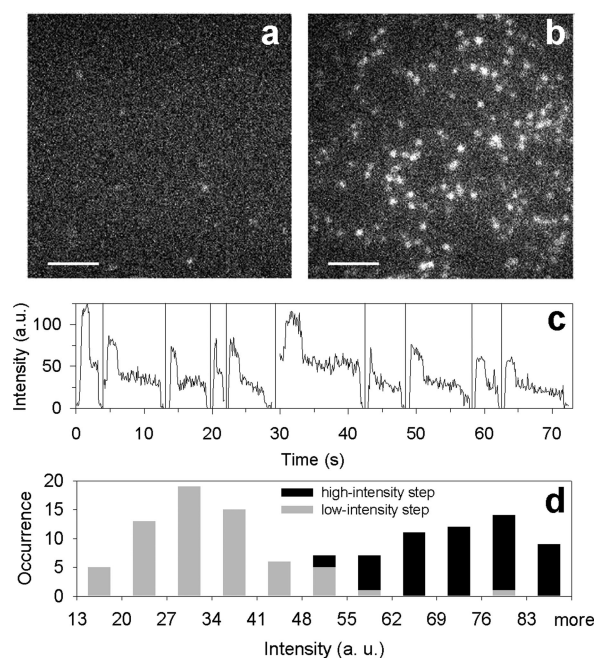 a
b
c
Intensity (a.u.)
100
50
0
0 10 20 30 40 50 60 70
Time (s)
d
high-intensity step
low-intensity step
Occurrence
20
15
10
5
0
13 20 27 34 41 48 55 62 69 76 83 more
Intensity (a. u.)